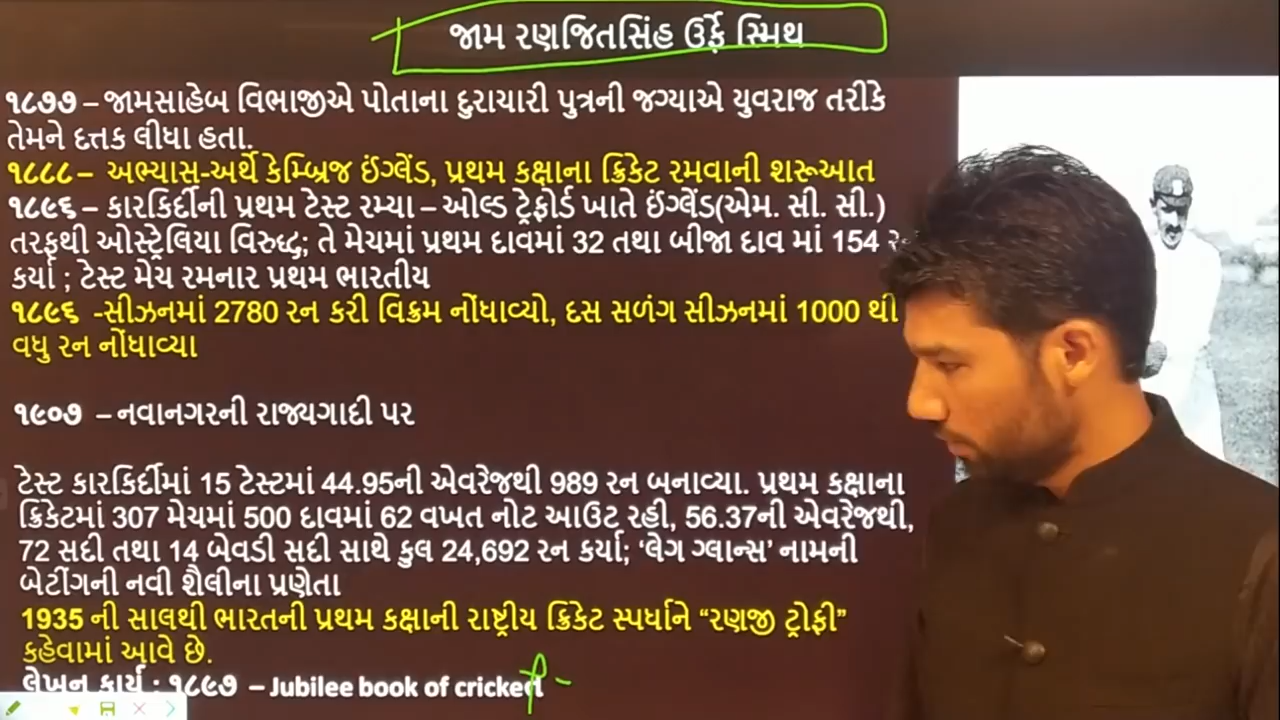 જામ રણજિતસિંહ ઉર્ફે સ્મિથ
૧૮૭૭ – જામસાહેબ વિભાજીએ પોતાના દુરાચારી પુત્રની જગ્યાએ યુવરાજ તરીકે
તેમને દત્તક લીધા હતા.
૧૮૮૮ – અભ્યાસ-અર્થે કેમ્બ્રિજ ઈંગ્લેંડ, પ્રથમ કક્ષાના ક્રિકેટ રમવાની શરૂઆત
૧૮૯૬ – કારકિર્દીની પ્રથમ ટેસ્ટ રમ્યા – ઓલ્ડ ટ્રેફોર્ડ ખાતે ઈંગ્લેંડ(એમ. સી. સી.)
તરફથી ઓસ્ટ્રેલિયા વિરુદ્ધ; તે મેચમાં પ્રથમ દાવમાં 32 તથા બીજા દાવ માં 154
કર્યા ; ટેસ્ટ મેચ રમનાર પ્રથમ ભારતીય
૧૮૯૬ -સીઝનમાં 2780 રન કરી વિક્રમ નોંધાવ્યો, દસ સળંગ સીઝનમાં 1000 થી
વધુ રન નોંધાવ્યા
૧૯૦૭ – નવાનગરની રાજ્યગાદી પર
ટેસ્ટ કારકિર્દીમાં 15 ટેસ્ટમાં 44.95ની એવરેજથી 989 રન બનાવ્યા. પ્રથમ કક્ષાના
ક્રિકેટમાં 307 મેચમાં 500 દાવમાં 62 વખત નોટ આઉટ રહી, 56.37ની એવરેજથી,
72 સદી તથા 14 બેવડી સદી સાથે કુલ 24,692 રન કર્યા; ‘લેગ ગ્લાન્સ’ નામની
બેટીંગની નવી શૈલીના પ્રણેતા
1935 ની સાલથી ભારતની પ્રથમ કક્ષાની રાષ્ટ્રીય ક્રિકેટ સ્પર્ધાને “રણજી ટ્રોફી”
કહેવામાં આવે છે.
લેખન કાર્ય : ૧૮૯૭ – Jubilee book of cricket